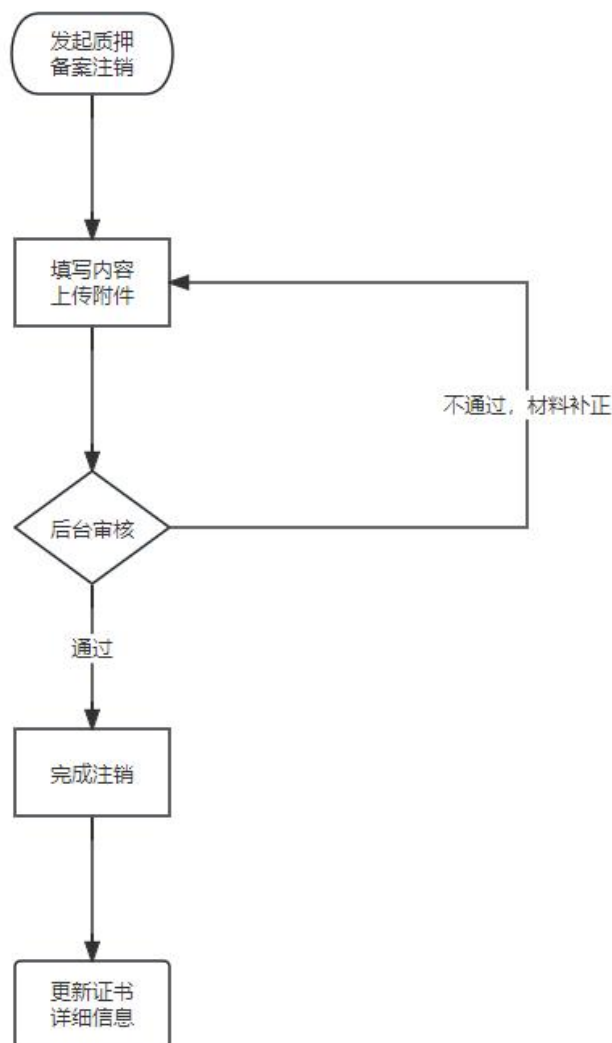 发起质押
备案注销
填写内容
上传附件
不通过，材料补正
后台审核
通过
完成注销
更新证书
详细信息